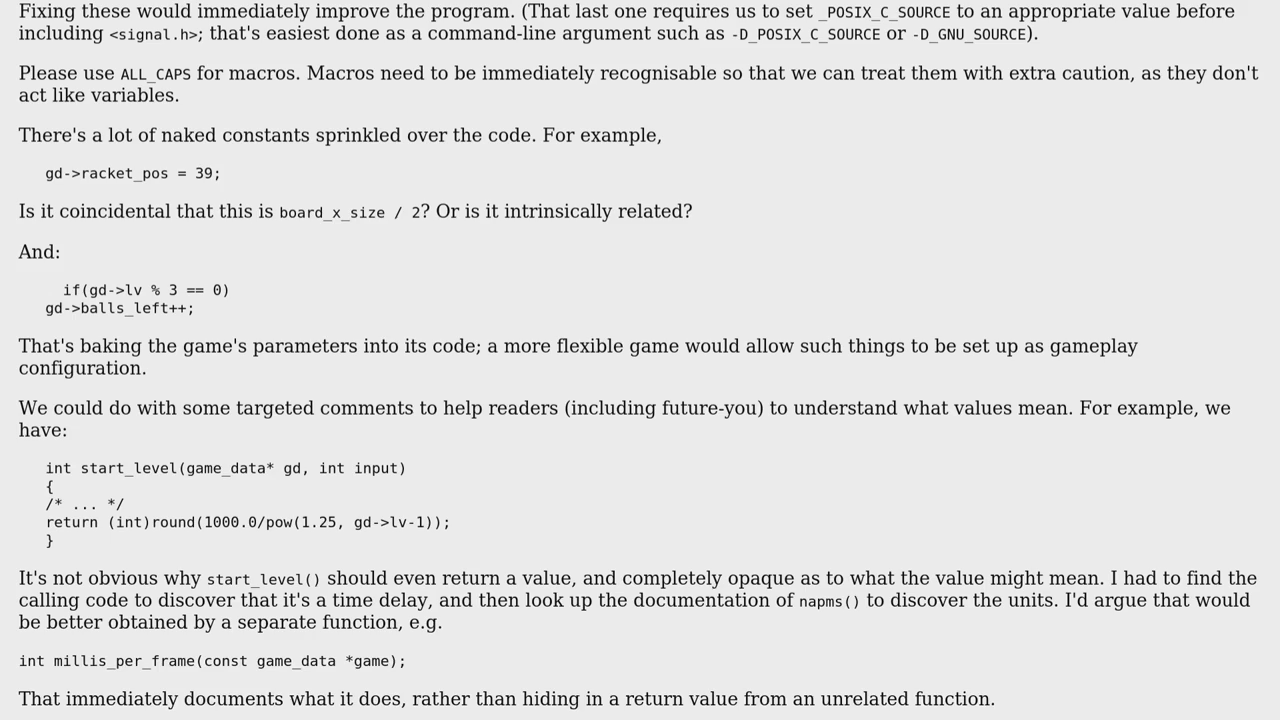 Fixing these would immediately improve the program. (That last one requires us to set _POSIX_C_SOURCE to an appropriate value before
including <signal.h>; that's easiest done as a command-line argument such as -D_POSIX_C_SOURCE or -D_GNU_SOURCE).
Please use ALL_CAPS for macros. Macros need to be immediately recognisable so that we can treat them with extra caution, as they don't
act like variables.
There's a lot of naked constants sprinkled over the code. For example,
gd->racket_pos = 39;
Is it coincidental that this is board_x_size / 2? Or is it intrinsically related?
And:
if(gd->lv % 3 == 0)
gd->balls_left++;
That's baking the game's parameters into its code; a more flexible game would allow such things to be set up as gameplay
configuration.
We could do with some targeted comments to help readers (including future-you) to understand what values mean. For example, we
have:
int start_level(game_data* gd, int input)
{
/* ... */
return (int)round(1000.0/pow(1.25, gd->lv-1));
}
It's not obvious why start_level() should even return a value, and completely opaque as to what the value might mean. I had to find the
calling code to discover that it's a time delay, and then look up the documentation of napms() to discover the units. I'd argue that would
be better obtained by a separate function, e.g.
int millis_per_frame(const game_data *game);
That immediately documents what it does, rather than hiding in a return value from an unrelated function.